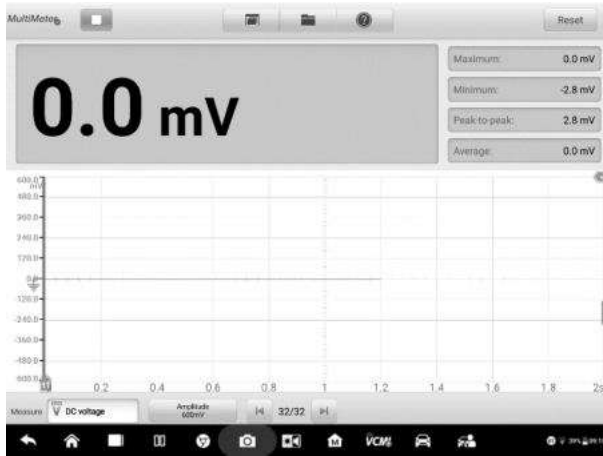 MultiMeter
Reset
0.0 mV
Maximum: 0.0 mV
Minimum: -2.8 mV
Peak-to-peak: 2.8 mV
Average: 0.0 mV
600.0
mV
480.0
360.0
240.0
120.0
0.0
-120.0
-240.0
-360.0
-480.0
-600.0
0.2 0.4 0.6 0.8 1 1.2 1.4 1.6 1.8 2s
Measure DC voltage Amplitude 600mV 32/32
M VCMI